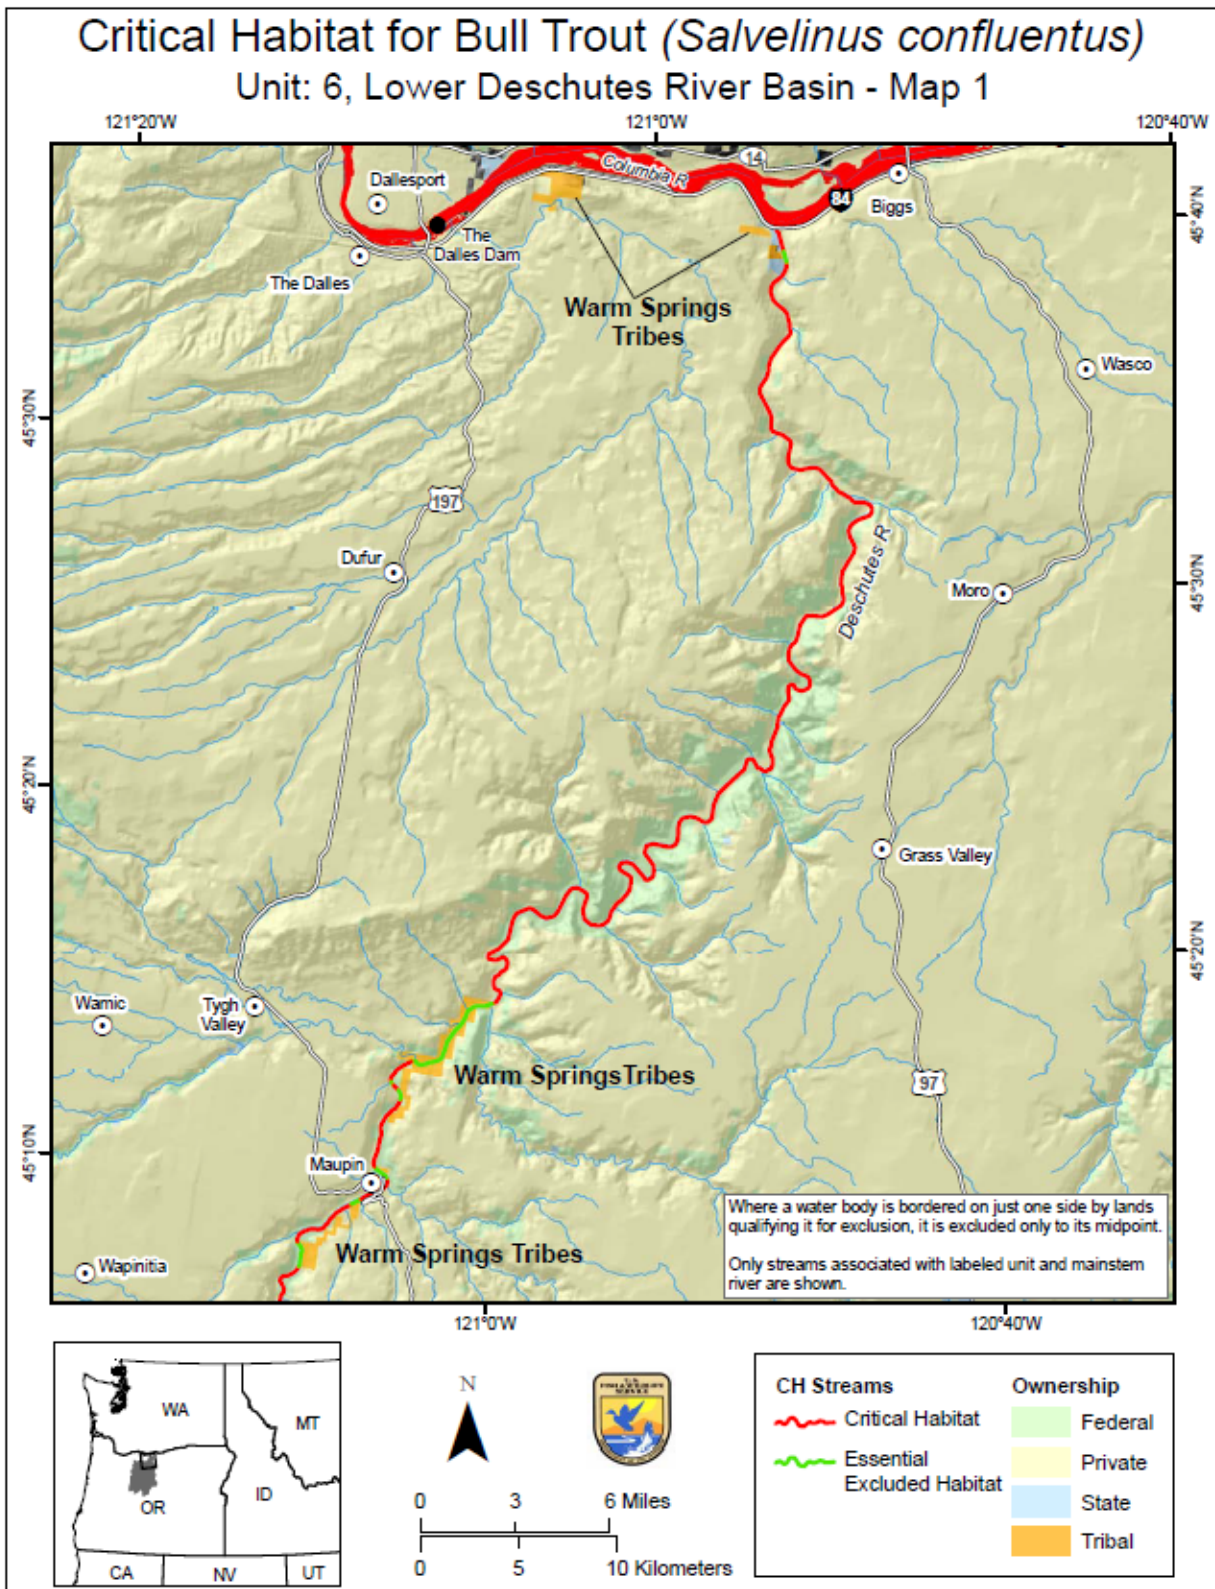 Critical Habitat for Bull Trout (Salvelinus confluentus)
Unit: 6, Lower Deschutes River Basin - Map 1
121°20'W
121°0'W
120°40'W
Columbia R
14
84
Dallesport
Biggs
The
Dalles Dam
The Dalles
45°40'N
Warm Springs
Tribes
Wasco
45°30'N
197
Dufur
Deschutes R
Moro
45°30'N
45°20'N
Grass Valley
45°20'N
Wamic
Tygh
Valley
Warm SpringsTribes
97
45°10'N
Maupin
Warm Springs Tribes
Wapinitia
Where a water body is bordered on just one side by lands
qualifying it for exclusion, it is excluded only to its midpoint.
Only streams associated with labeled unit and mainstem
river are shown.
121°0'W
120°40'W
WA
MT
OR
ID
CA
NV
UT
N
U.S.
FISH & WILDLIFE
SERVICE
0 3 6 Miles
0 5 10 Kilometers
CH Streams
Critical Habitat
Essential
Excluded Habitat
Ownership
Federal
Private
State
Tribal